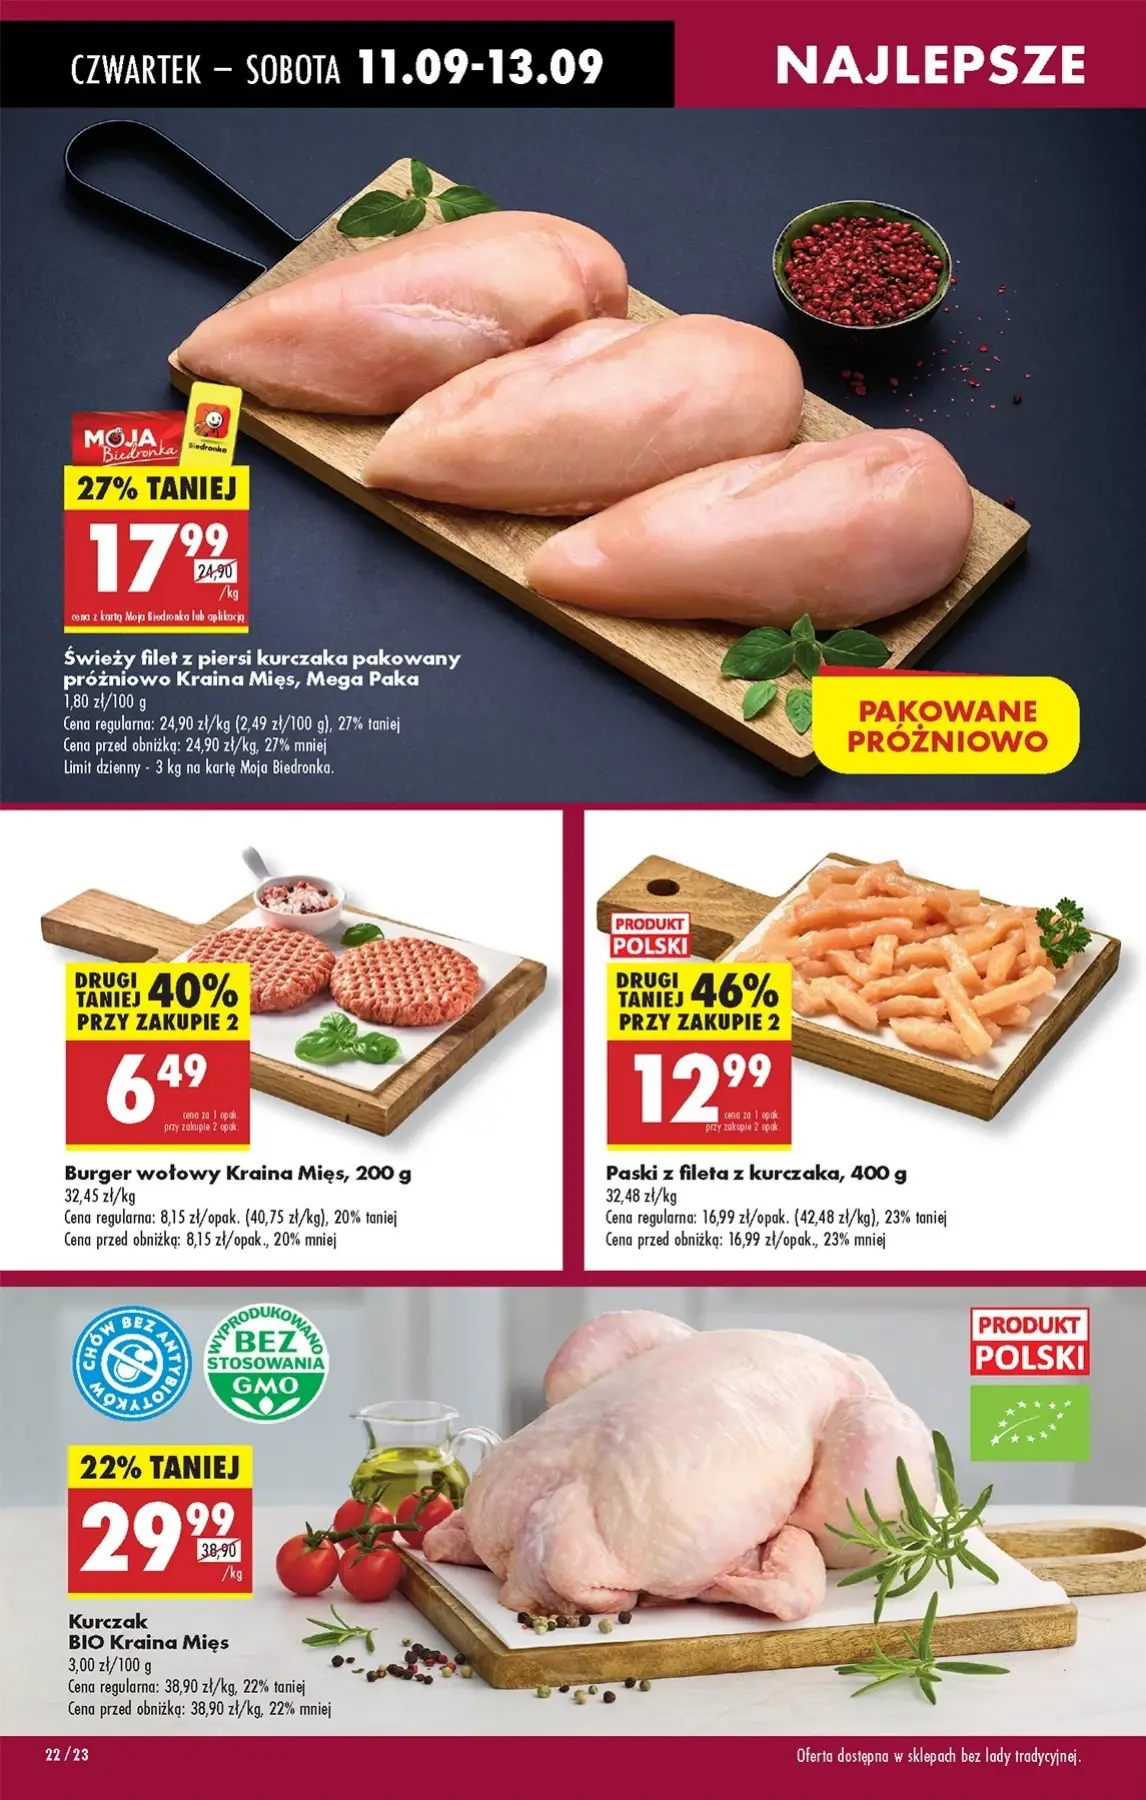 CZWARTEK – SOBOTA 11.09-13.09
NAJLEPSZE
MOJA
Biedronka
Biedronka
27% TANIEJ
17 99
24,90
/kg
cena z kartą Moja Biedronka lub aplikacją
Świeży filet z piersi kurczaka pakowany
próżniowo Kraina Mięs, Mega Paka
1,80 zł/100 g
Cena regularna: 24,90 zł/kg (2,49 zł/100 g), 27% taniej
Cena przed obniżką: 24,90 zł/kg, 27% mniej
Limit dzienny - 3 kg na kartę Moja Biedronka.
PAKOWANE
PRÓŻNIOWO
DRUGI
TANIEJ 40%
PRZY ZAKUPIE 2
6 49
cena za 1 opak.
przy zakupie 2 opak.
Burger wołowy Kraina Mięs, 200 g
32,45 zł/kg
Cena regularna: 8,15 zł/opak. (40,75 zł/kg), 20% taniej
Cena przed obniżką: 8,15 zł/opak., 20% mniej
PRODUKT
POLSKI
DRUGI
TANIEJ 46%
PRZY ZAKUPIE 2
12 99
cena za 1 opak.
przy zakupie 2 opak.
Paski z fileta z kurczaka, 400 g
32,48 zł/kg
Cena regularna: 16,99 zł/opak. (42,48 zł/kg), 23% taniej
Cena przed obniżką: 16,99 zł/opak., 23% mniej
CHÓW BEZ ANTYBIOTYKÓW
WYPRODUKOWANO
BEZ
STOSOWANIA
GMO
PRODUKT
POLSKI
22% TANIEJ
29 99
38,90
/kg
Kurczak
BIO Kraina Mięs
3,00 zł/100 g
Cena regularna: 38,90 zł/kg, 22% taniej
Cena przed obniżką: 38,90 zł/kg, 22% mniej
22/23
Oferta dostępna w sklepach bez lady tradycyjnej.